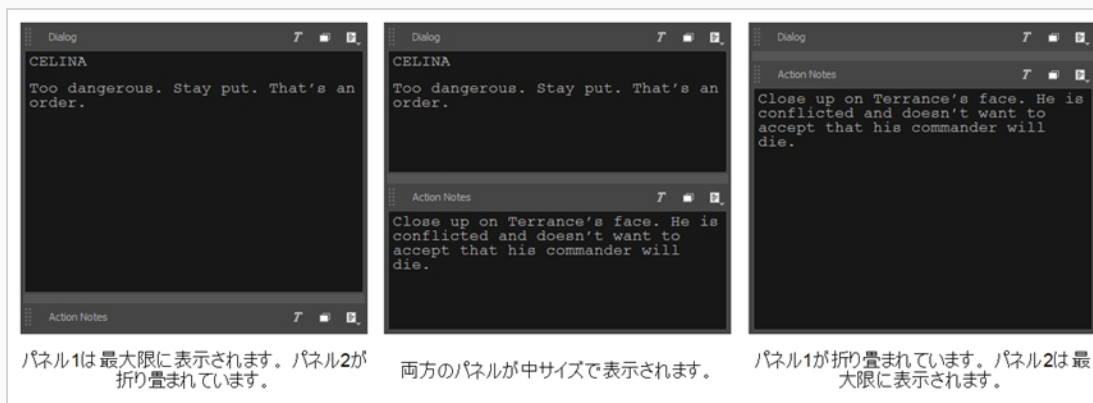 Dialog
CELINA
Too dangerous. Stay put. That's an
order.
Action Notes
パネル1は最大限に表示されます。パネル2が
折り畳まれています。
Dialog
CELINA
Too dangerous. Stay put. That's an
order.
Action Notes
Close up on Terrance's face. He is
conflicted and doesn't want to
accept that his commander will
die.
両方のパネルが中サイズで表示されます。
Dialog
Action Notes
Close up on Terrance's face. He is
conflicted and doesn't want to
accept that his commander will
die.
パネル1が折り畳まれています。パネル2は最
大限に表示されます。